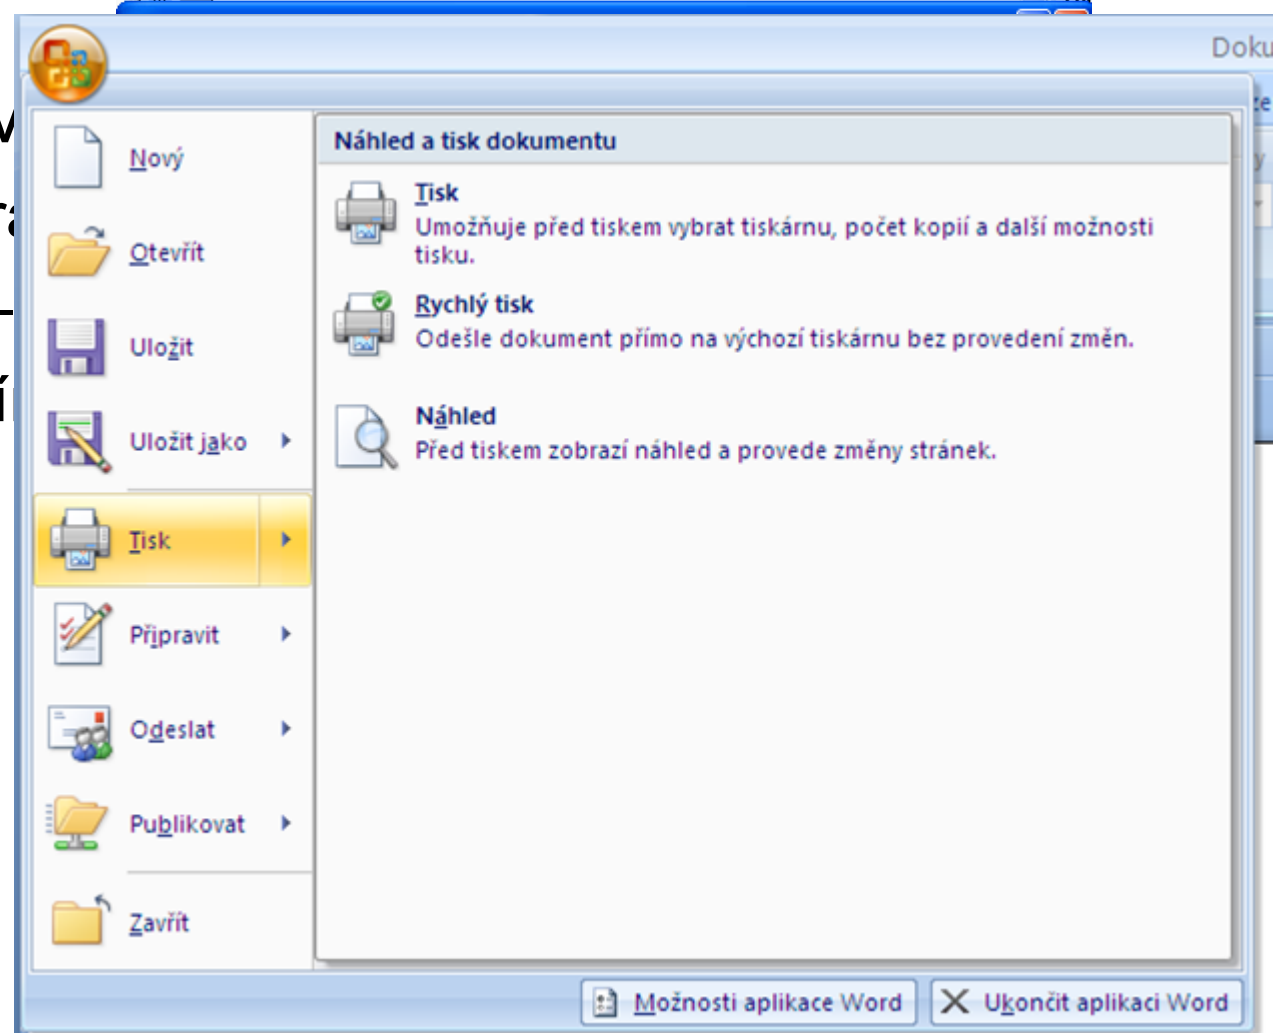 Doku
Nový
Otevřít
Uložit
Uložit jako
Tisk
Připravit
Odeslat
Publikovat
Zavřít
Náhled a tisk dokumentu
Tisk
Umožňuje před tiskem vybrat tiskárnu, počet kopií a další možnosti
tisku.
Rychlý tisk
Odešle dokument přímo na výchozí tiskárnu bez provedení změn.
Náhled
Před tiskem zobrazí náhled a provede změny stránek.
Možnosti aplikace Word
Ukončit aplikaci Word